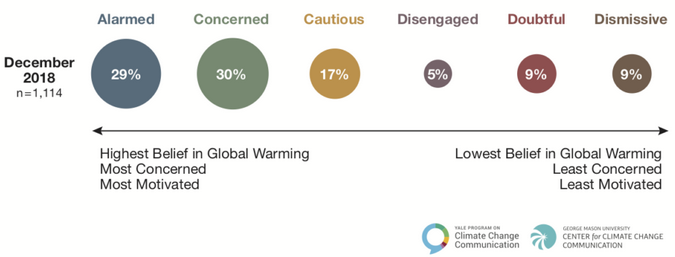 Alarmed Concerned Cautious Disengaged Doubtful Dismissive
December
2018
n=1,114
29% 30% 17% 5% 9% 9%
Highest Belief in Global Warming
Most Concerned
Most Motivated
Lowest Belief in Global Warming
Least Concerned
Least Motivated
YALE PROGRAM ON
Climate Change
Communication
GEORGE MASON UNIVERSITY
CENTER for CLIMATE CHANGE
COMMUNICATION